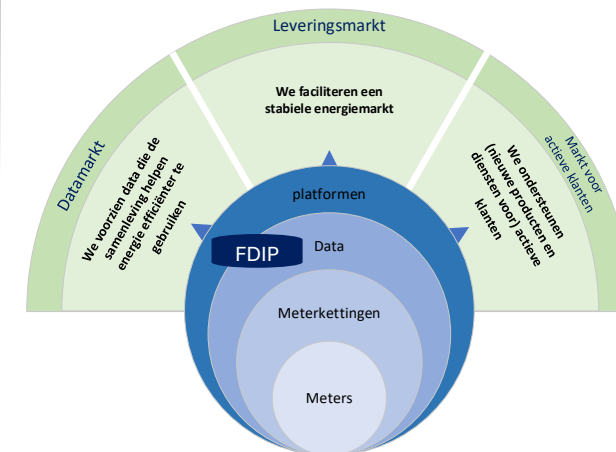 Leveringsmarkt
We faciliteren een
stabiele energiemarkt
Datamarkt
We voorzien data die de
samenleving helpen
energie efficiënter te
gebruiken
Markt voor
actieve klanten
We ondersteunen
(nieuwe producten en
diensten voor) actieve
klanten
platformen
FDIP
Data
Meterkettingen
Meters